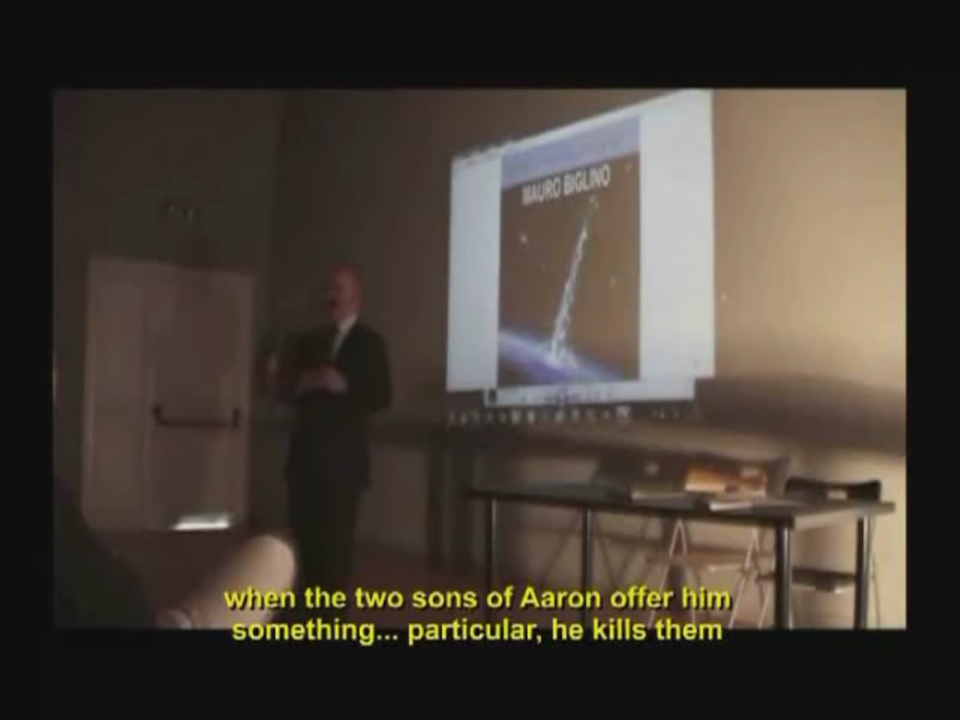 MAURO BIGLINO
when the two sons of Aaron offer him
something... particular, he kills them